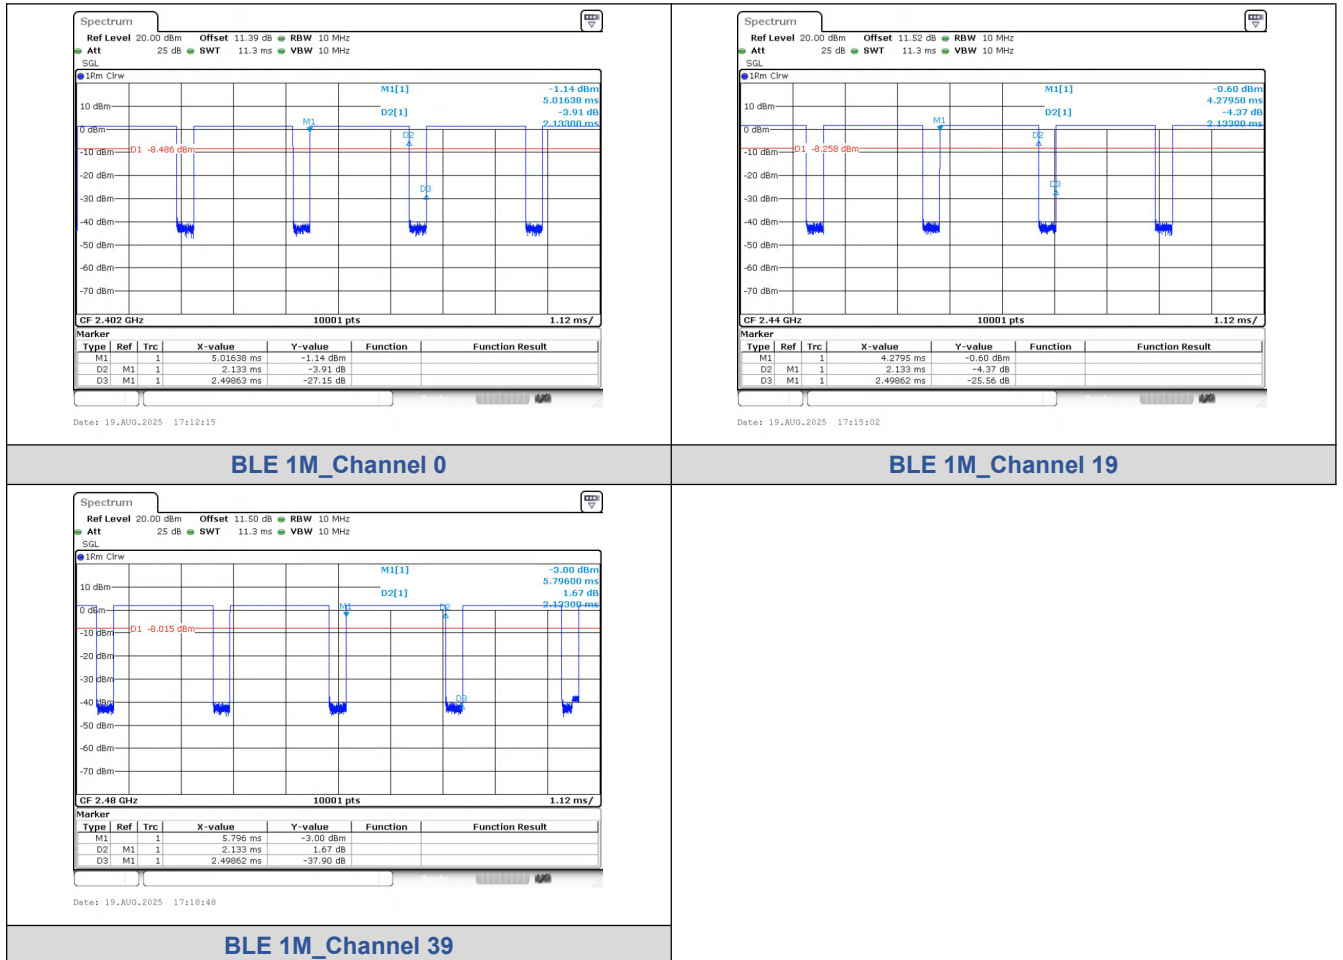 Spectrum
Ref Level 20.00 dBm Offset 11.39 dB RBW 10 MHz
Att 25 dB SWT 11.3 ms VBW 10 MHz
SGL
1Rm Clrw
M1[1] -1.14 dBm
5.01638 ms
D2[1] -3.91 dB
2.13300 ms
10 dBm
M1
0 dBm
D2
D1 -8.486 dBm
-10 dBm
-20 dBm
D3
-30 dBm
-40 dBm
-50 dBm
-60 dBm
-70 dBm
CF 2.402 GHz 10001 pts 1.12 ms/
Marker
Type Ref Trc X-value Y-value Function Function Result
M1 1 5.01638 ms -1.14 dBm
D2 M1 1 2.133 ms -3.91 dB
D3 M1 1 2.49863 ms -27.15 dB
Date: 19.AUG.2025 17:12:15
BLE 1M_Channel 0
Spectrum
Ref Level 20.00 dBm Offset 11.52 dB RBW 10 MHz
Att 25 dB SWT 11.3 ms VBW 10 MHz
SGL
1Rm Clrw
M1[1] -0.60 dBm
4.27950 ms
D2[1] -4.37 dB
2.13300 ms
10 dBm
M1
0 dBm
D2
D1 -8.258 dBm
-10 dBm
-20 dBm
D3
-30 dBm
-40 dBm
-50 dBm
-60 dBm
-70 dBm
CF 2.44 GHz 10001 pts 1.12 ms/
Marker
Type Ref Trc X-value Y-value Function Function Result
M1 1 4.2795 ms -0.60 dBm
D2 M1 1 2.133 ms -4.37 dB
D3 M1 1 2.49862 ms -25.56 dB
Date: 19.AUG.2025 17:15:02
BLE 1M_Channel 19
Spectrum
Ref Level 20.00 dBm Offset 11.50 dB RBW 10 MHz
Att 25 dB SWT 11.3 ms VBW 10 MHz
SGL
1Rm Clrw
M1[1] -3.00 dBm
5.79600 ms
D2[1] 1.67 dB
2.13300 ms
10 dBm
M1 D2
0 dBm
D1 -8.015 dBm
-10 dBm
-20 dBm
-30 dBm
D3
-40 dBm
-50 dBm
-60 dBm
-70 dBm
CF 2.48 GHz 10001 pts 1.12 ms/
Marker
Type Ref Trc X-value Y-value Function Function Result
M1 1 5.796 ms -3.00 dBm
D2 M1 1 2.133 ms 1.67 dB
D3 M1 1 2.49862 ms -37.90 dB
Date: 19.AUG.2025 17:18:48
BLE 1M_Channel 39